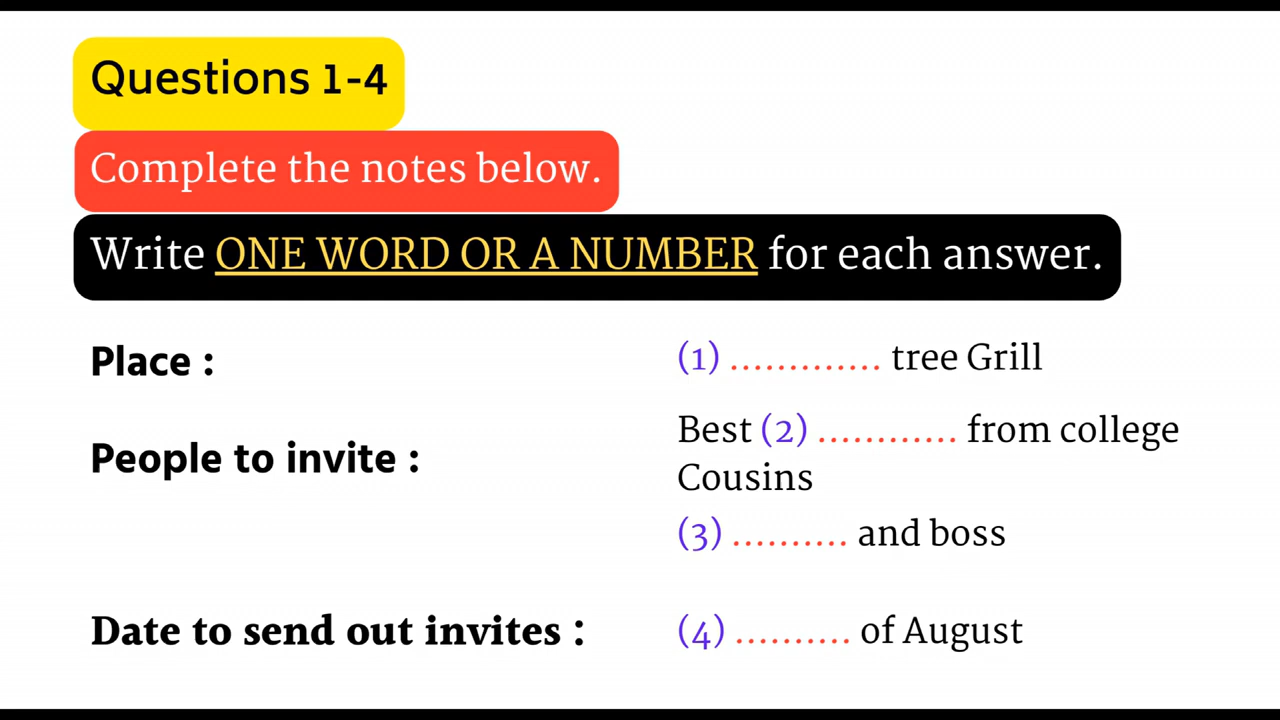 Questions 1-4
Complete the notes below.
Write ONE WORD OR A NUMBER for each answer.
Place : (1) ............. tree Grill
People to invite : Best (2) ............ from college
Cousins
(3) .......... and boss
Date to send out invites : (4) .......... of August